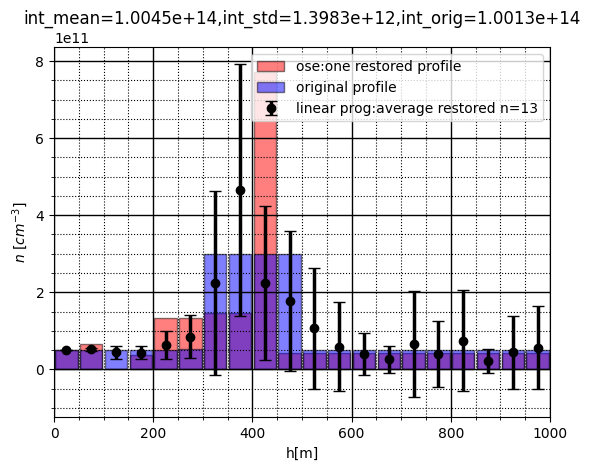 int_mean=1.0045e+14,int_std=1.3983e+12,int_orig=1.0013e+14
1e11
ose:one restored profile
original profile
linear prog:average restored n=13
8
6
4
2
0
n [cm⁻³]
0 200 400 600 800 1000
h[m]